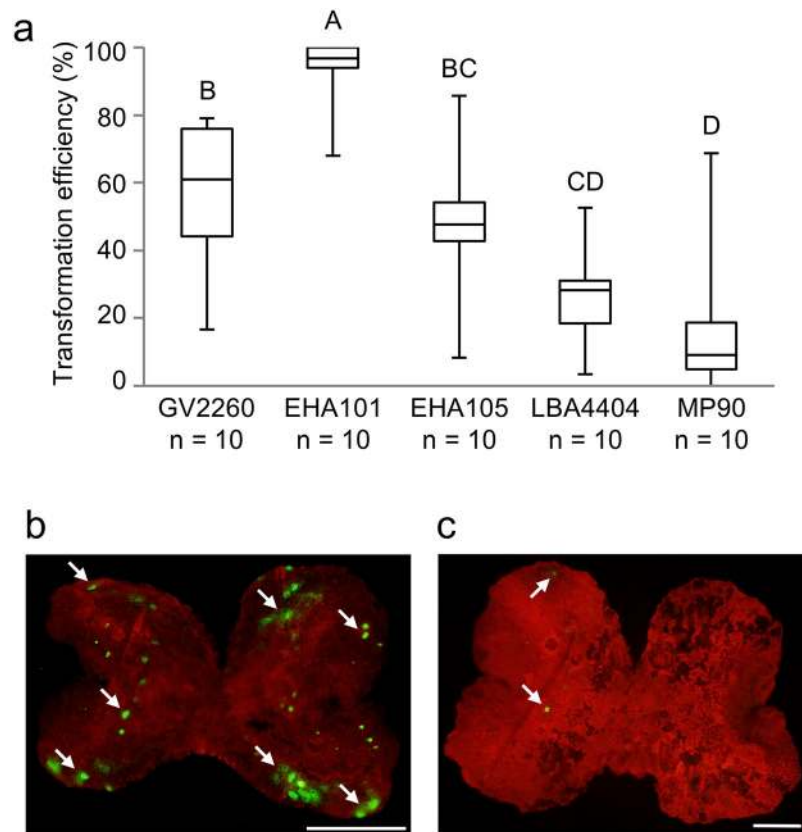 a
Transformation efficiency (%)
100
80
60
40
20
0
B
A
BC
CD
D
GV2260 EHA101 EHA105 LBA4404 MP90
n = 10 n = 10 n = 10 n = 10 n = 10
b
c